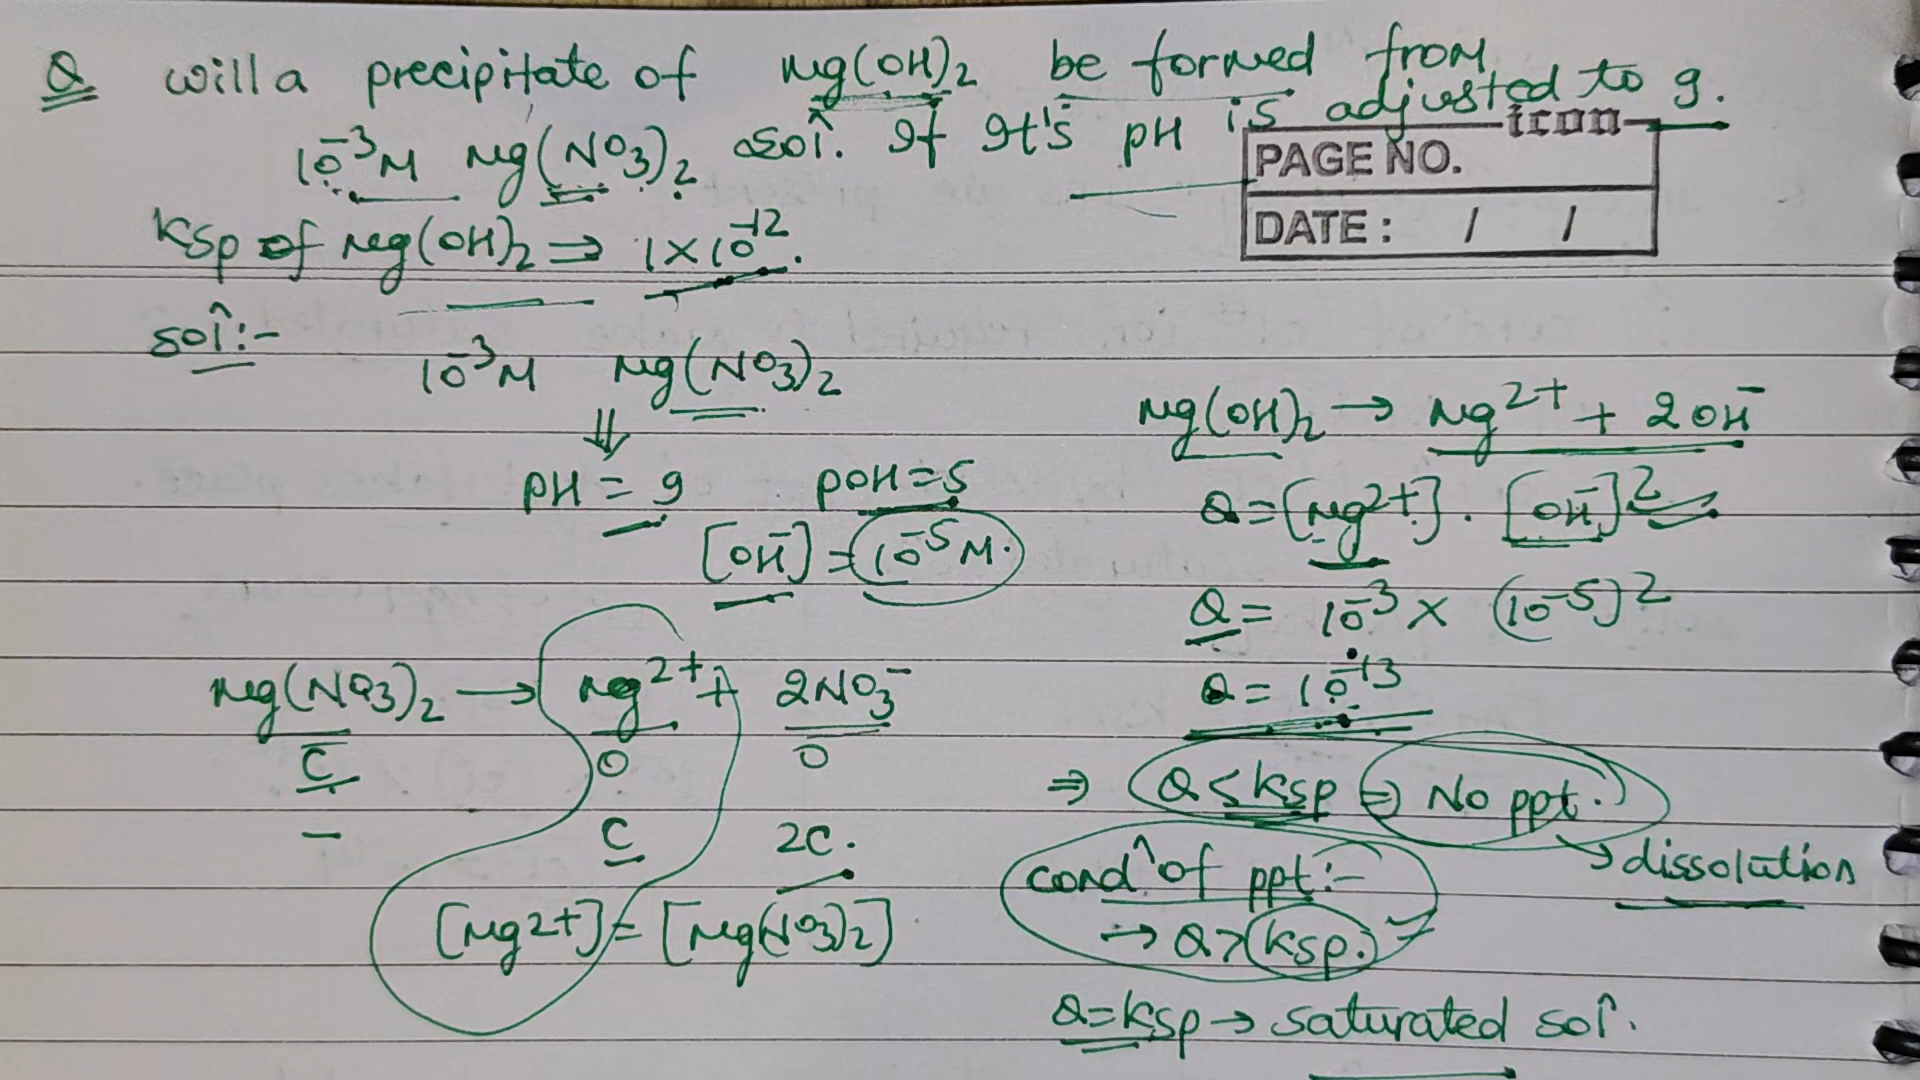 Q will a precipitate of Mg(OH)2 be formed from
10^-3 M Mg(NO3)2 soln. If It's pH is adjusted to 9.
icon
PAGE NO.
DATE : / /
Ksp of Mg(OH)2 ⇒ 1×10^-12.
soln:-
10^-3 M Mg(NO3)2
⇓
pH = 9 pOH=5
[OH-] = 10^-5 M.
Mg(NO3)2 → Mg2+ + 2NO3-
C 0 0
- C 2C.
[Mg2+] = [Mg(NO3)2]
Mg(OH)2 → Mg2+ + 2OH-
Q = [Mg2+] . [OH-]2
Q = 10^-3 × (10^-5)2
Q = 10^-13
⇒ Q < Ksp ⇒ No ppt.
→ dissolution
condn of ppt:-
→ Q > Ksp.
Q = Ksp → saturated soln.